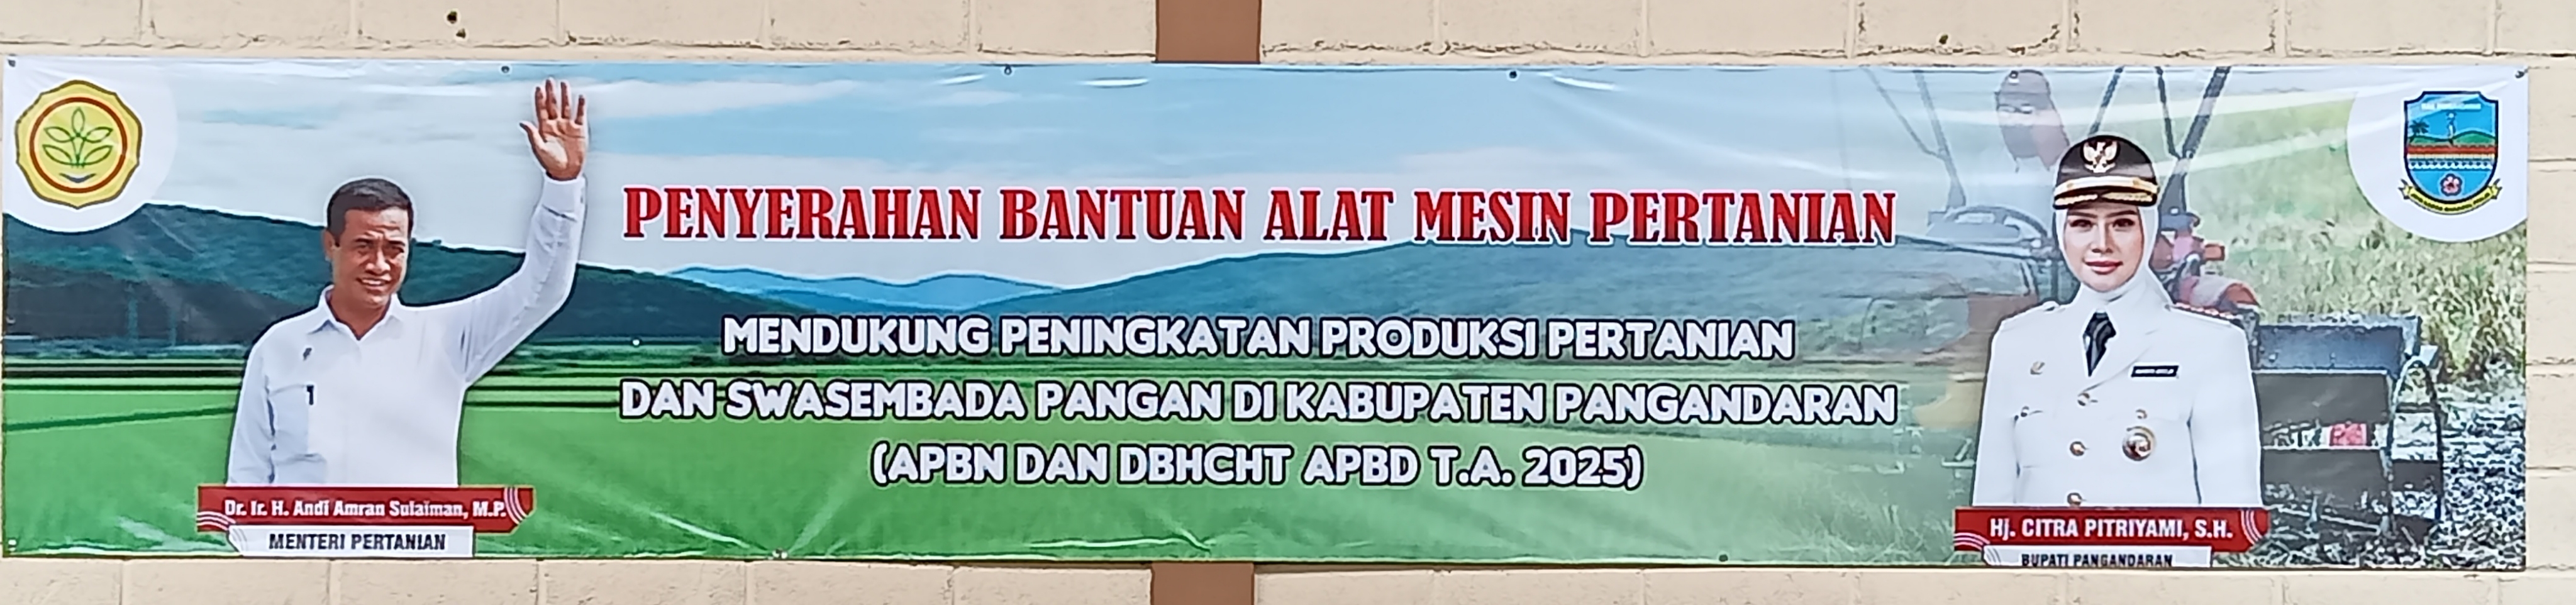 PENYERAHAN BANTUAN ALAT MESIN PERTANIAN
MENDUKUNG PENINGKATAN PRODUKSI PERTANIAN
DAN SWASEMBADA PANGAN DI KABUPATEN PANGANDARAN
(APBN DAN DBHCHT APBD T.A. 2025)
Dr. Ir. H. Andi Amran Sulaiman, M.P.
MENTERI PERTANIAN
Hj. CITRA PITRIYAMI, S.H.
BUPATI PANGANDARAN